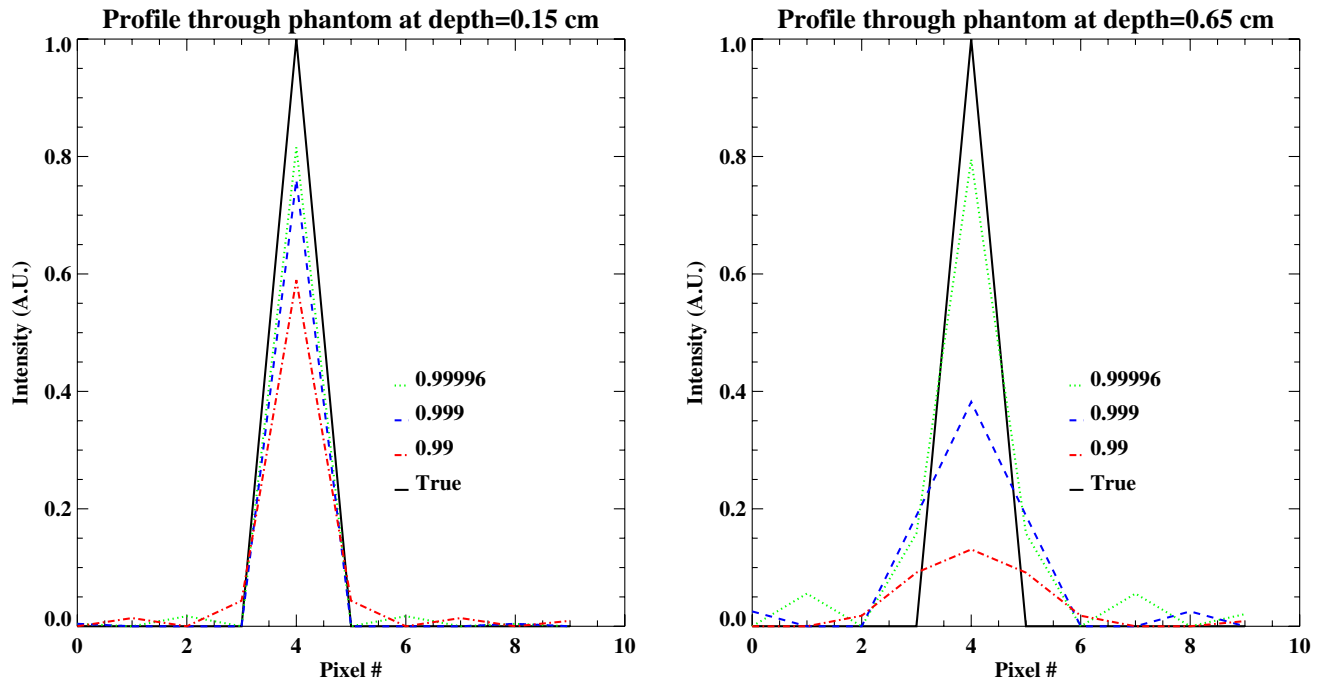 Profile through phantom at depth=0.15 cm
1.0
0.8
0.6
0.4
0.2
0.0
Intensity (A.U.)
0.99996
0.999
0.99
True
0 2 4 6 8 10
Pixel #
Profile through phantom at depth=0.65 cm
1.0
0.8
0.6
0.4
0.2
0.0
Intensity (A.U.)
0.99996
0.999
0.99
True
0 2 4 6 8 10
Pixel #